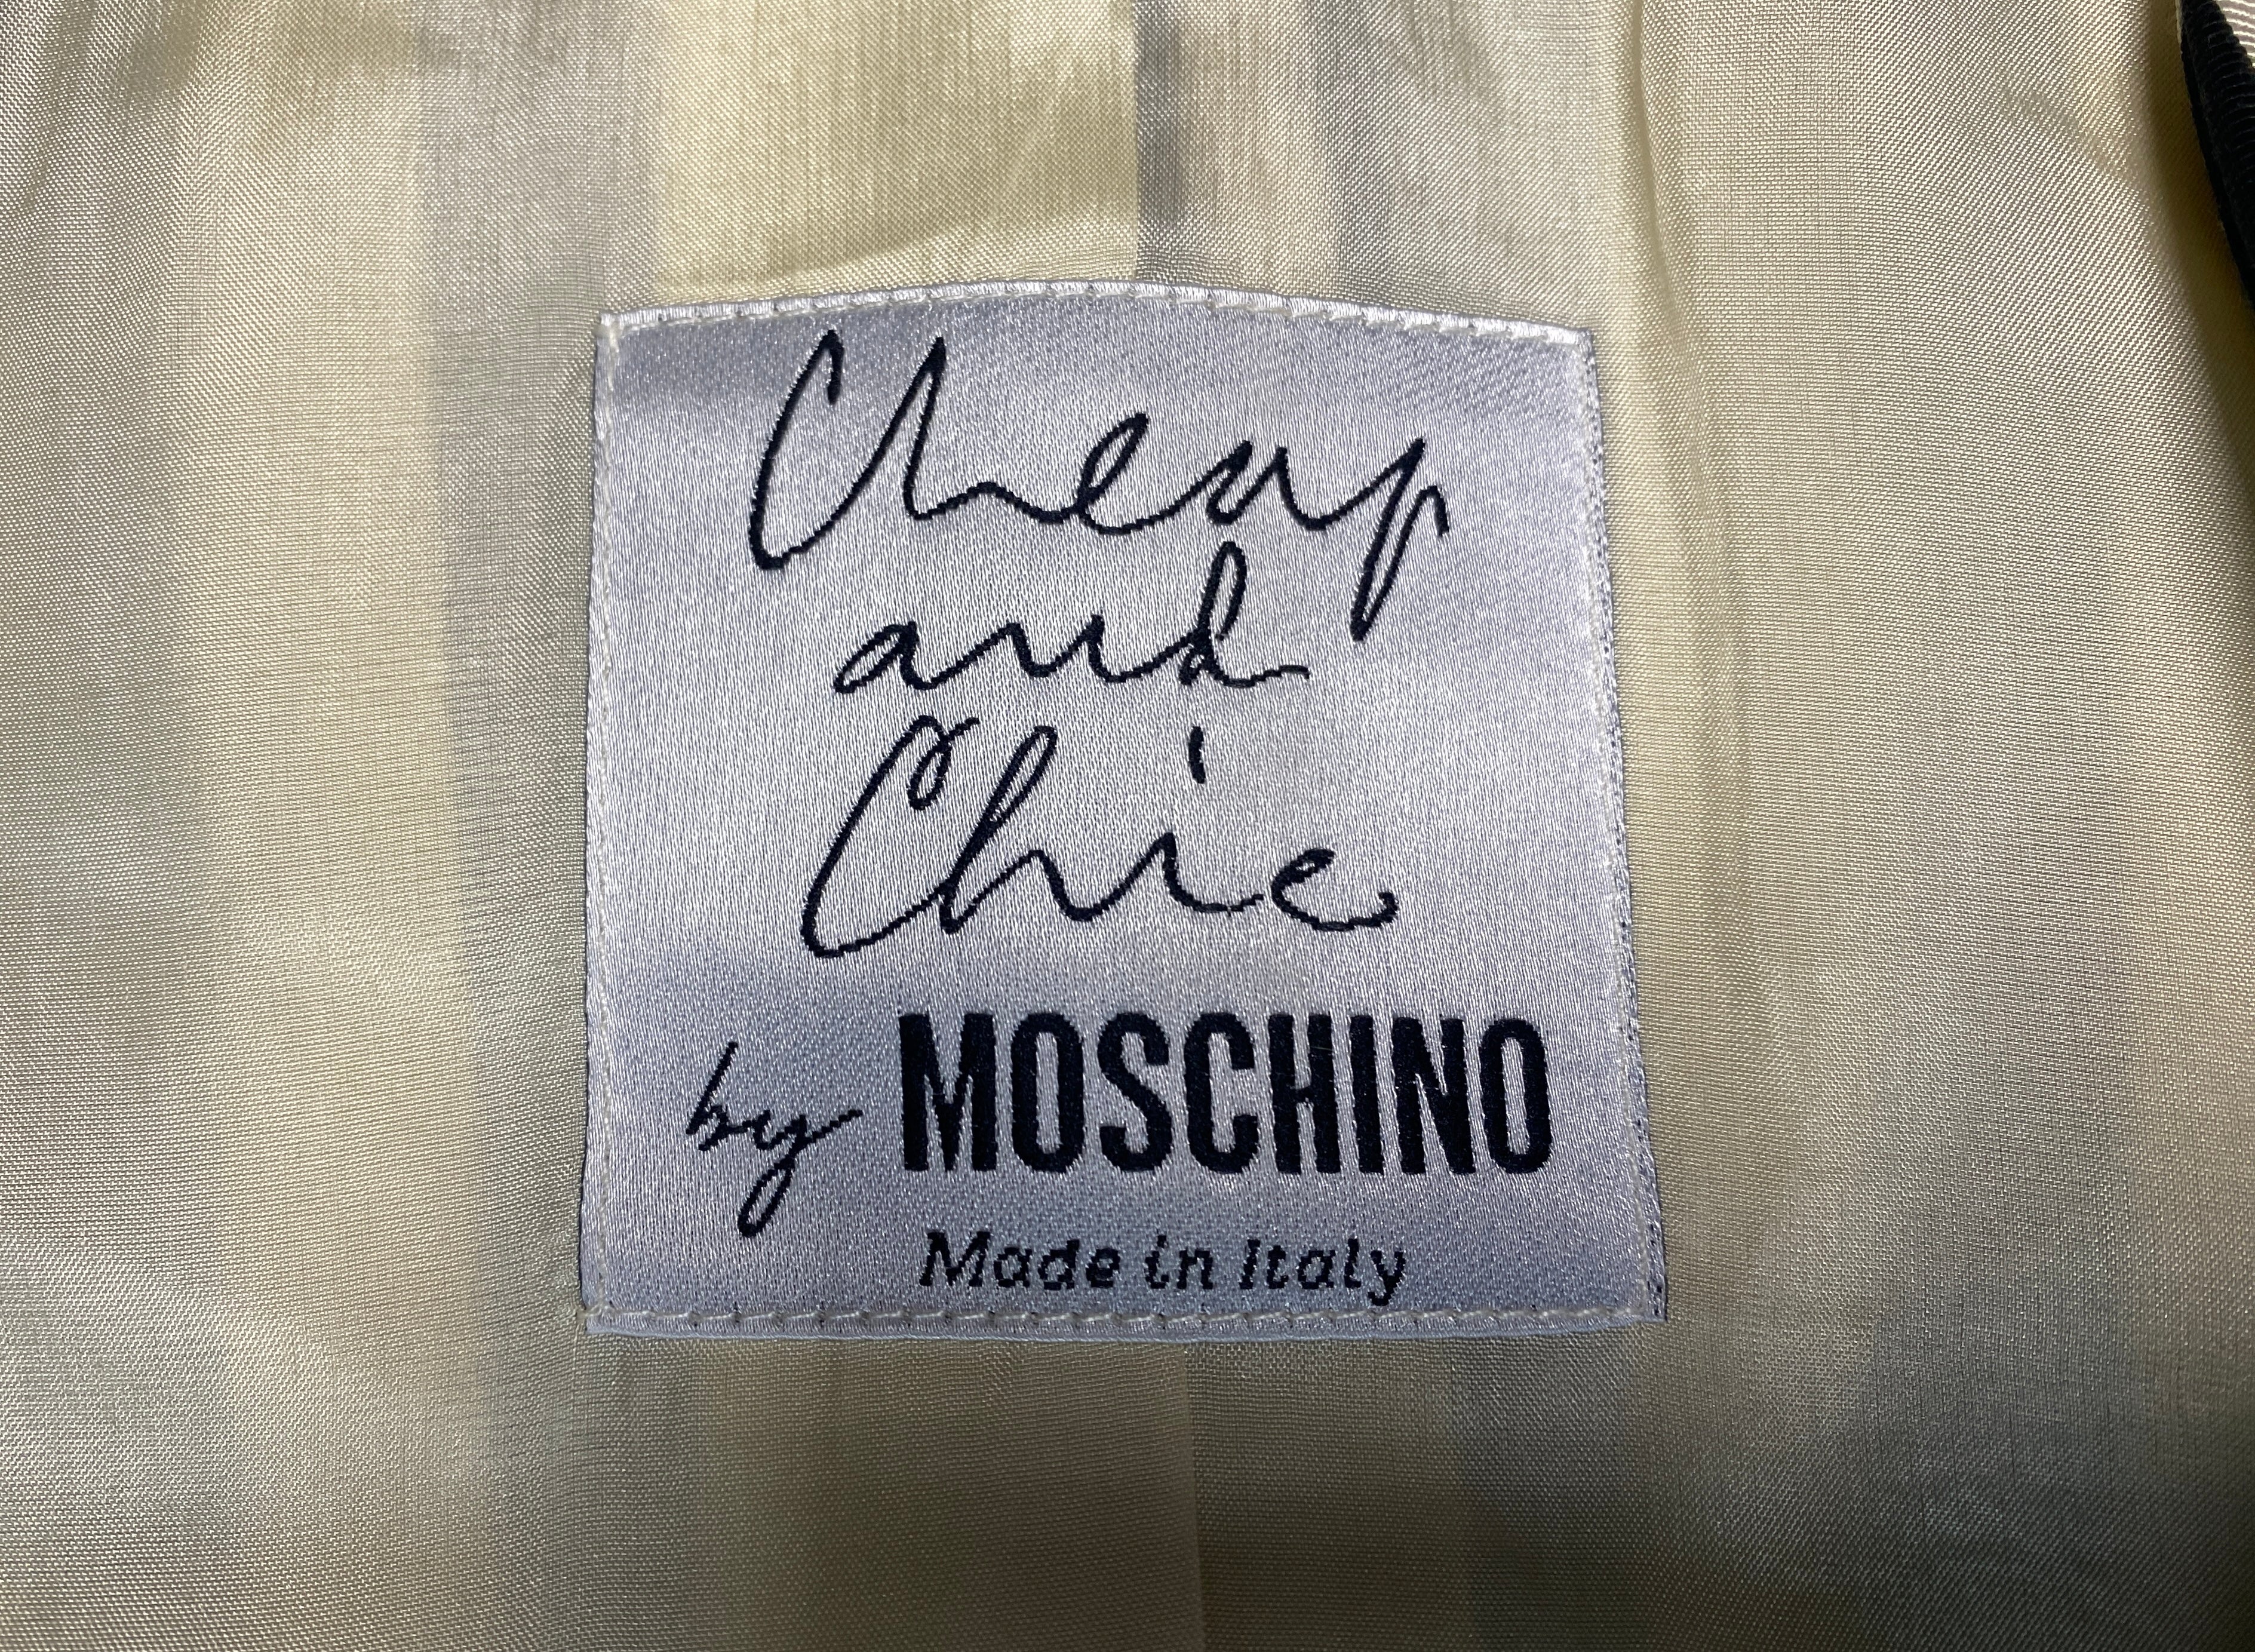 Cheap
and
Chic
by MOSCHINO
Made in Italy